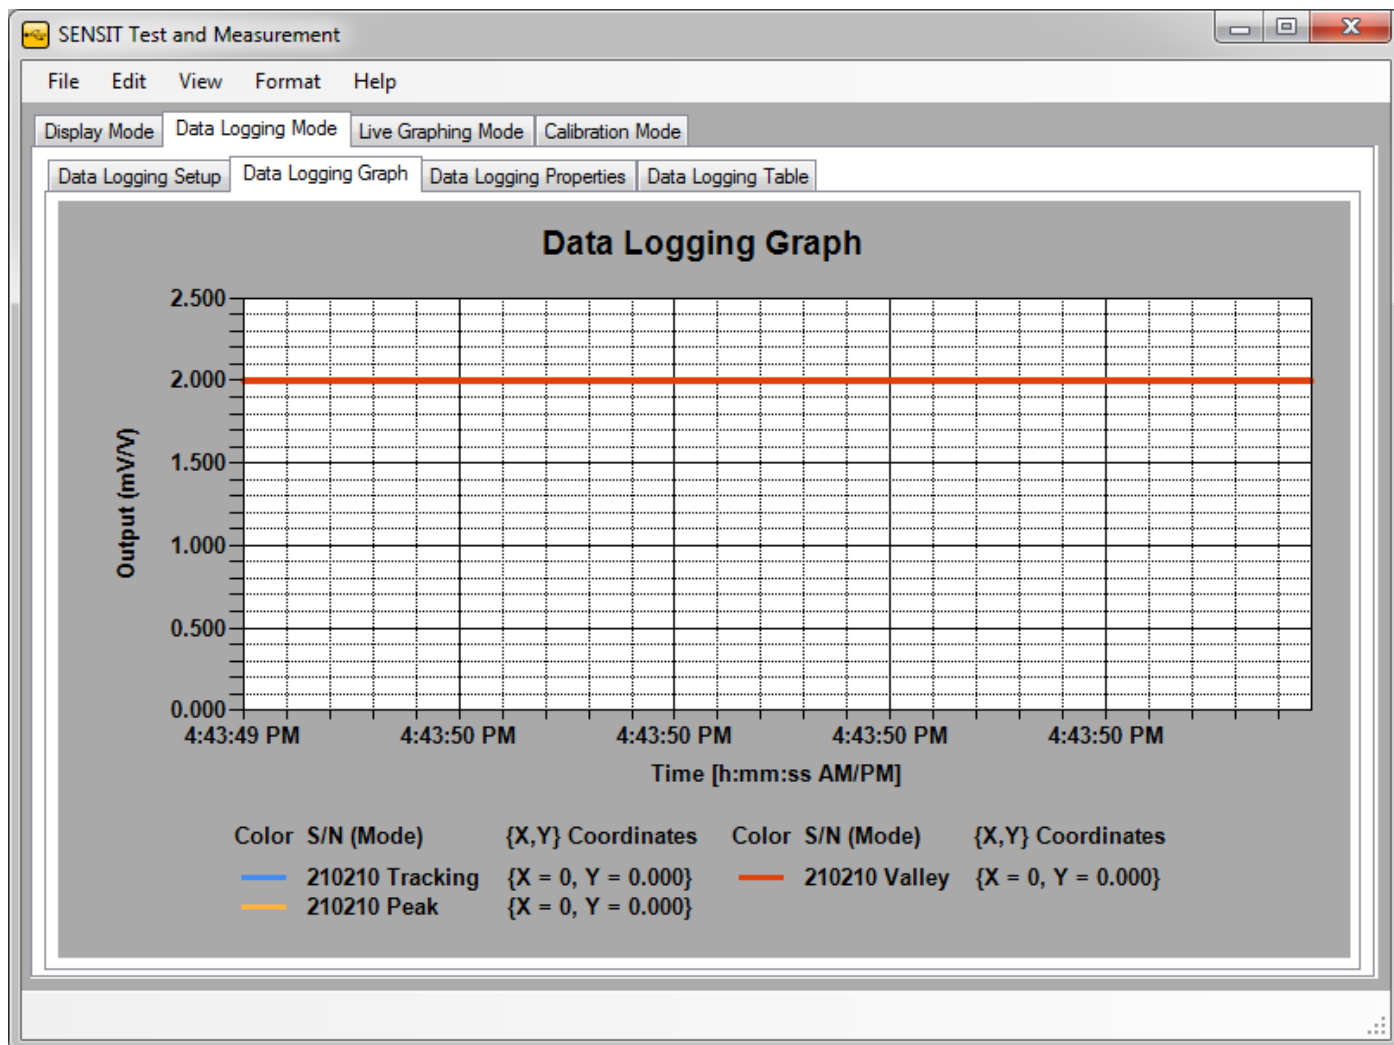 SENSIT Test and Measurement
File Edit View Format Help
Display Mode Data Logging Mode Live Graphing Mode Calibration Mode
Data Logging Setup Data Logging Graph Data Logging Properties Data Logging Table
Data Logging Graph
2.500
2.000
1.500
1.000
0.500
0.000
Output (mV/V)
4:43:49 PM 4:43:50 PM 4:43:50 PM 4:43:50 PM 4:43:50 PM
Time [h:mm:ss AM/PM]
Color S/N (Mode) {X,Y} Coordinates Color S/N (Mode) {X,Y} Coordinates
210210 Tracking {X = 0, Y = 0.000} 210210 Valley {X = 0, Y = 0.000}
210210 Peak {X = 0, Y = 0.000}